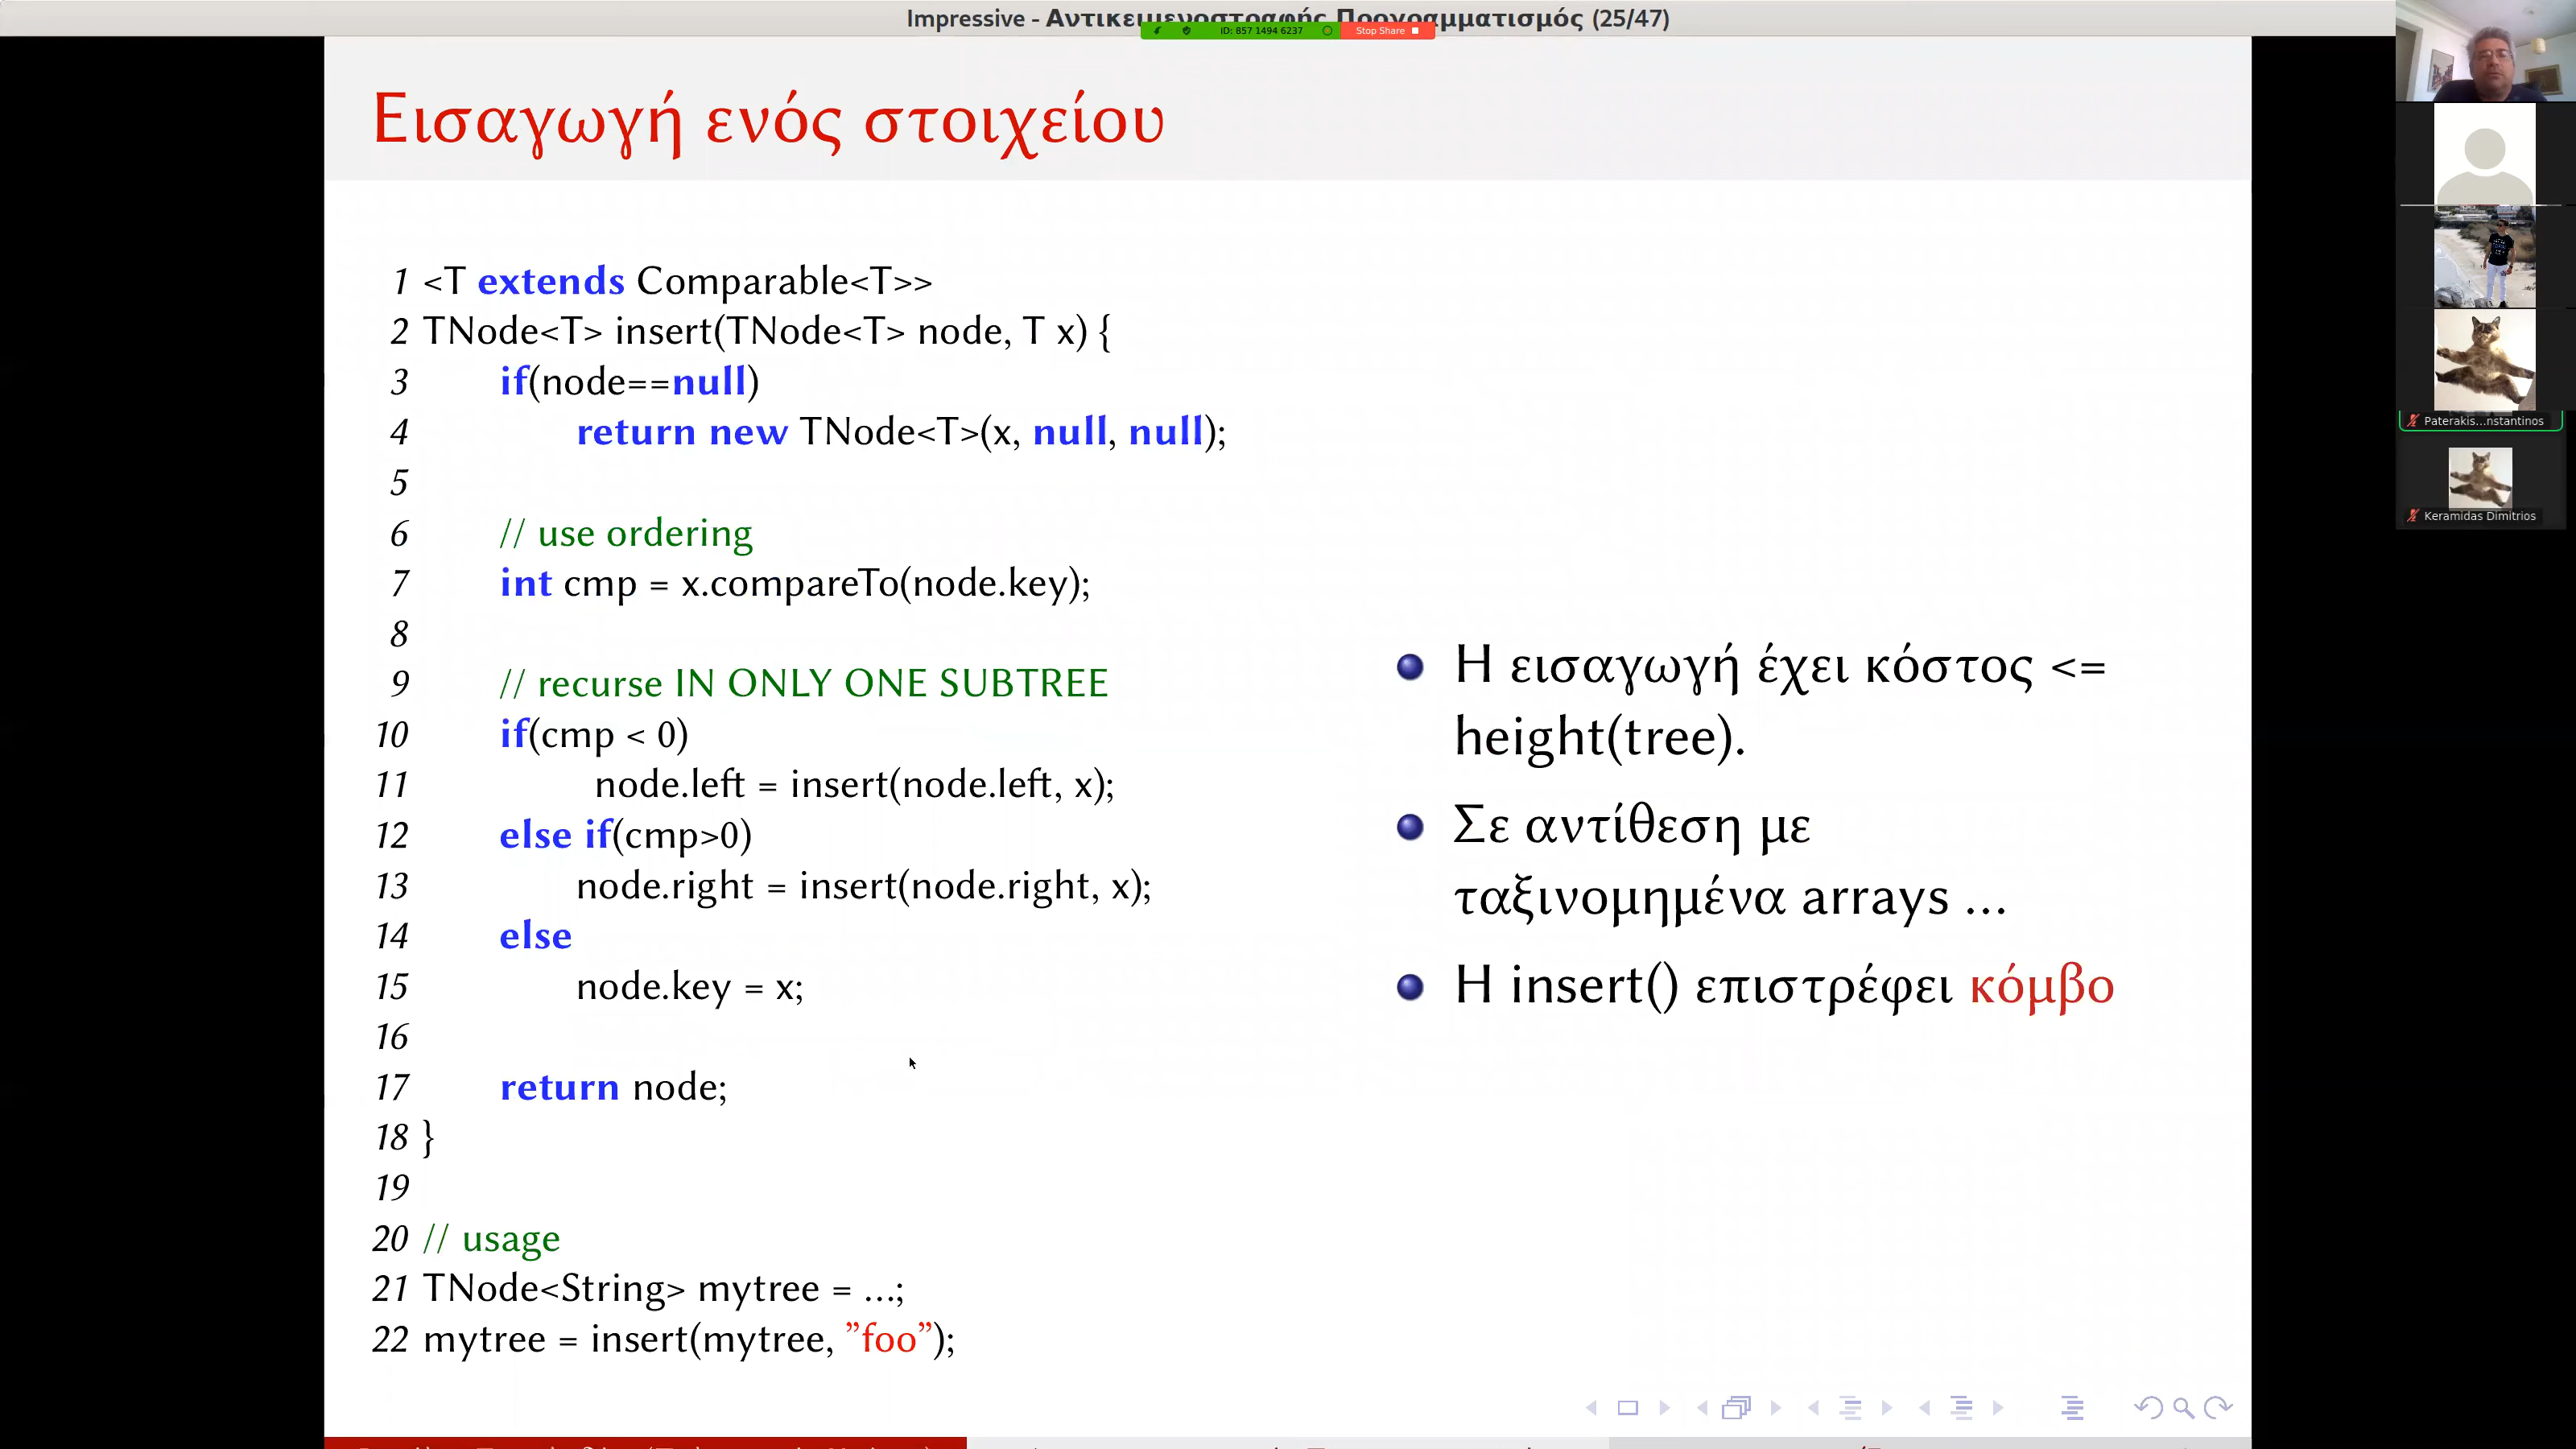 Impressive - Αντικειμενοστραφής Προγραμματισμός (25/47)
ID: 857 1494 6237 Stop Share
Εισαγωγή ενός στοιχείου
1 <T extends Comparable<T>>
2 TNode<T> insert(TNode<T> node, T x) {
3 if(node==null)
4 return new TNode<T>(x, null, null);
5
6 // use ordering
7 int cmp = x.compareTo(node.key);
8
9 // recurse IN ONLY ONE SUBTREE
10 if(cmp < 0)
11 node.left = insert(node.left, x);
12 else if(cmp>0)
13 node.right = insert(node.right, x);
14 else
15 node.key = x;
16
17 return node;
18 }
19
20 // usage
21 TNode<String> mytree = ...;
22 mytree = insert(mytree, ”foo”);
Η εισαγωγή έχει κόστος <=
height(tree).
Σε αντίθεση με
ταξινομημένα arrays ...
Η insert() επιστρέφει κόμβο
Paterakis...nstantinos
Keramidas Dimitrios